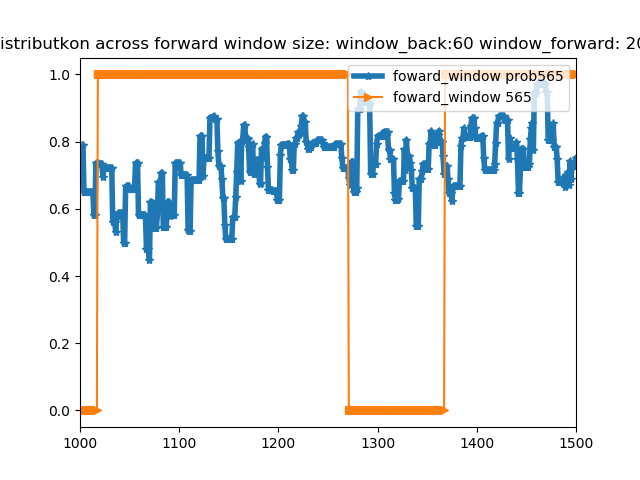 istributkon across forward window size: window_back:60 window_forward: 20
foward_window prob565
foward_window 565
1.0
0.8
0.6
0.4
0.2
0.0
1000 1100 1200 1300 1400 1500